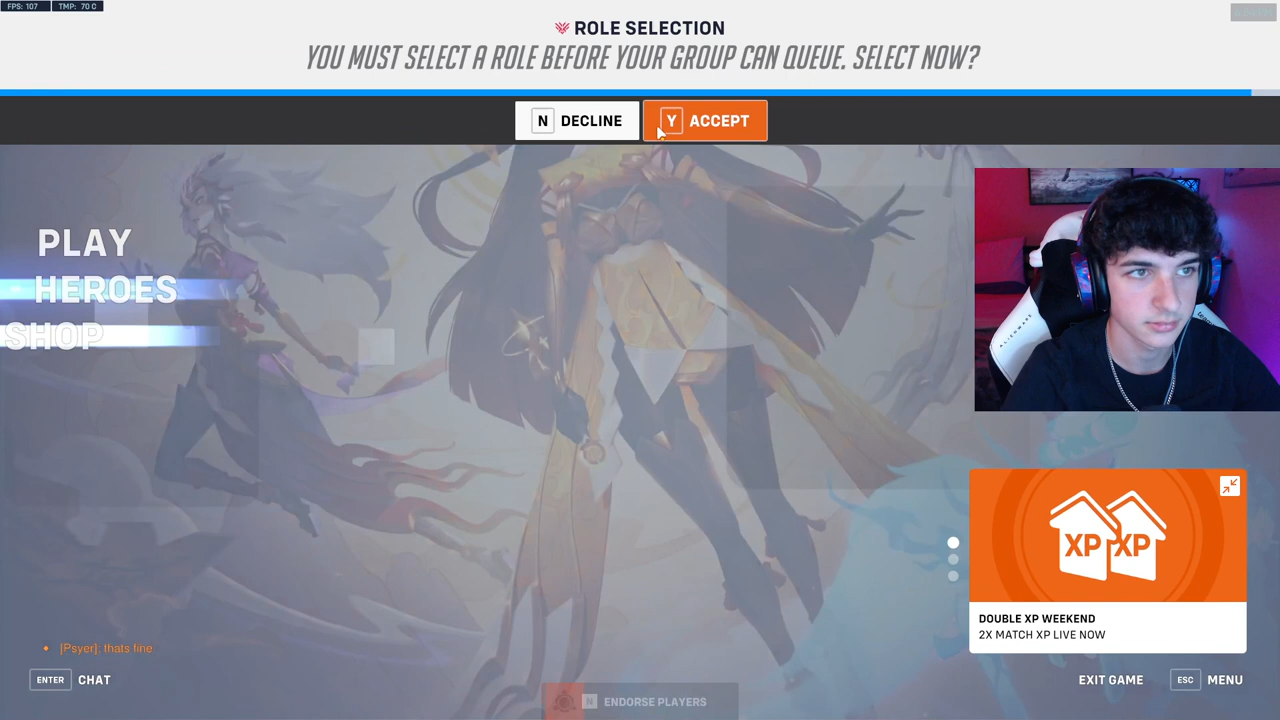 FPS: 107 TMP: 70 C
ROLE SELECTION
YOU MUST SELECT A ROLE BEFORE YOUR GROUP CAN QUEUE. SELECT NOW?
N DECLINE Y ACCEPT
PLAY
HEROES
SHOP
ALIENWARE
XP XP
DOUBLE XP WEEKEND
2X MATCH XP LIVE NOW
[Psyer]: thats fine
ENTER CHAT
EXIT GAME ESC MENU
N ENDORSE PLAYERS